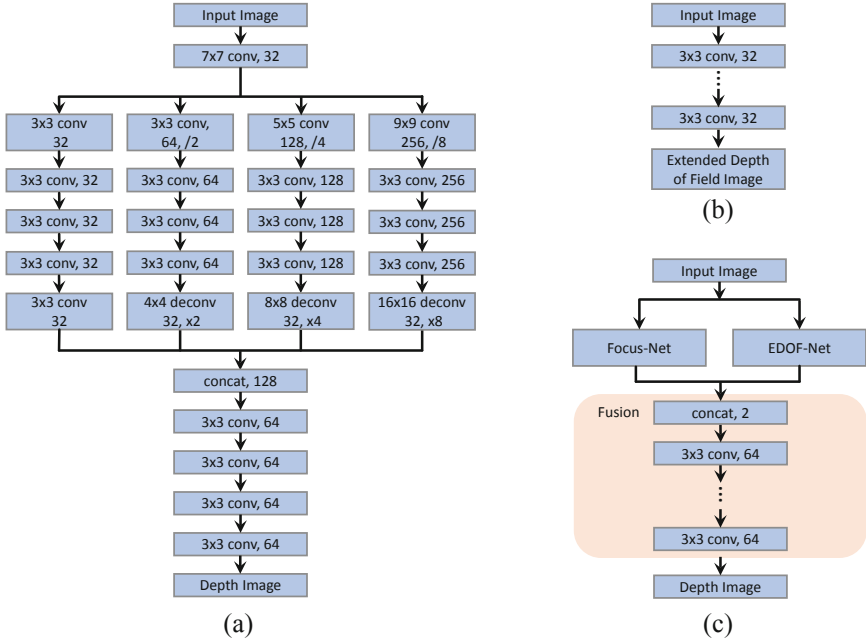 Input Image
7x7 conv, 32
3x3 conv
32
3x3 conv,
64, /2
5x5 conv
128, /4
9x9 conv
256, /8
3x3 conv, 32
3x3 conv, 64
3x3 conv, 128
3x3 conv, 256
3x3 conv, 32
3x3 conv, 64
3x3 conv, 128
3x3 conv, 256
3x3 conv, 32
3x3 conv, 64
3x3 conv, 128
3x3 conv, 256
3x3 conv
32
4x4 deconv
32, x2
8x8 deconv
32, x4
16x16 deconv
32, x8
concat, 128
3x3 conv, 64
3x3 conv, 64
3x3 conv, 64
3x3 conv, 64
Depth Image
(a)
Input Image
3x3 conv, 32
3x3 conv, 32
Extended Depth
of Field Image
(b)
Input Image
Focus-Net
EDOF-Net
Fusion
concat, 2
3x3 conv, 64
3x3 conv, 64
Depth Image
(c)